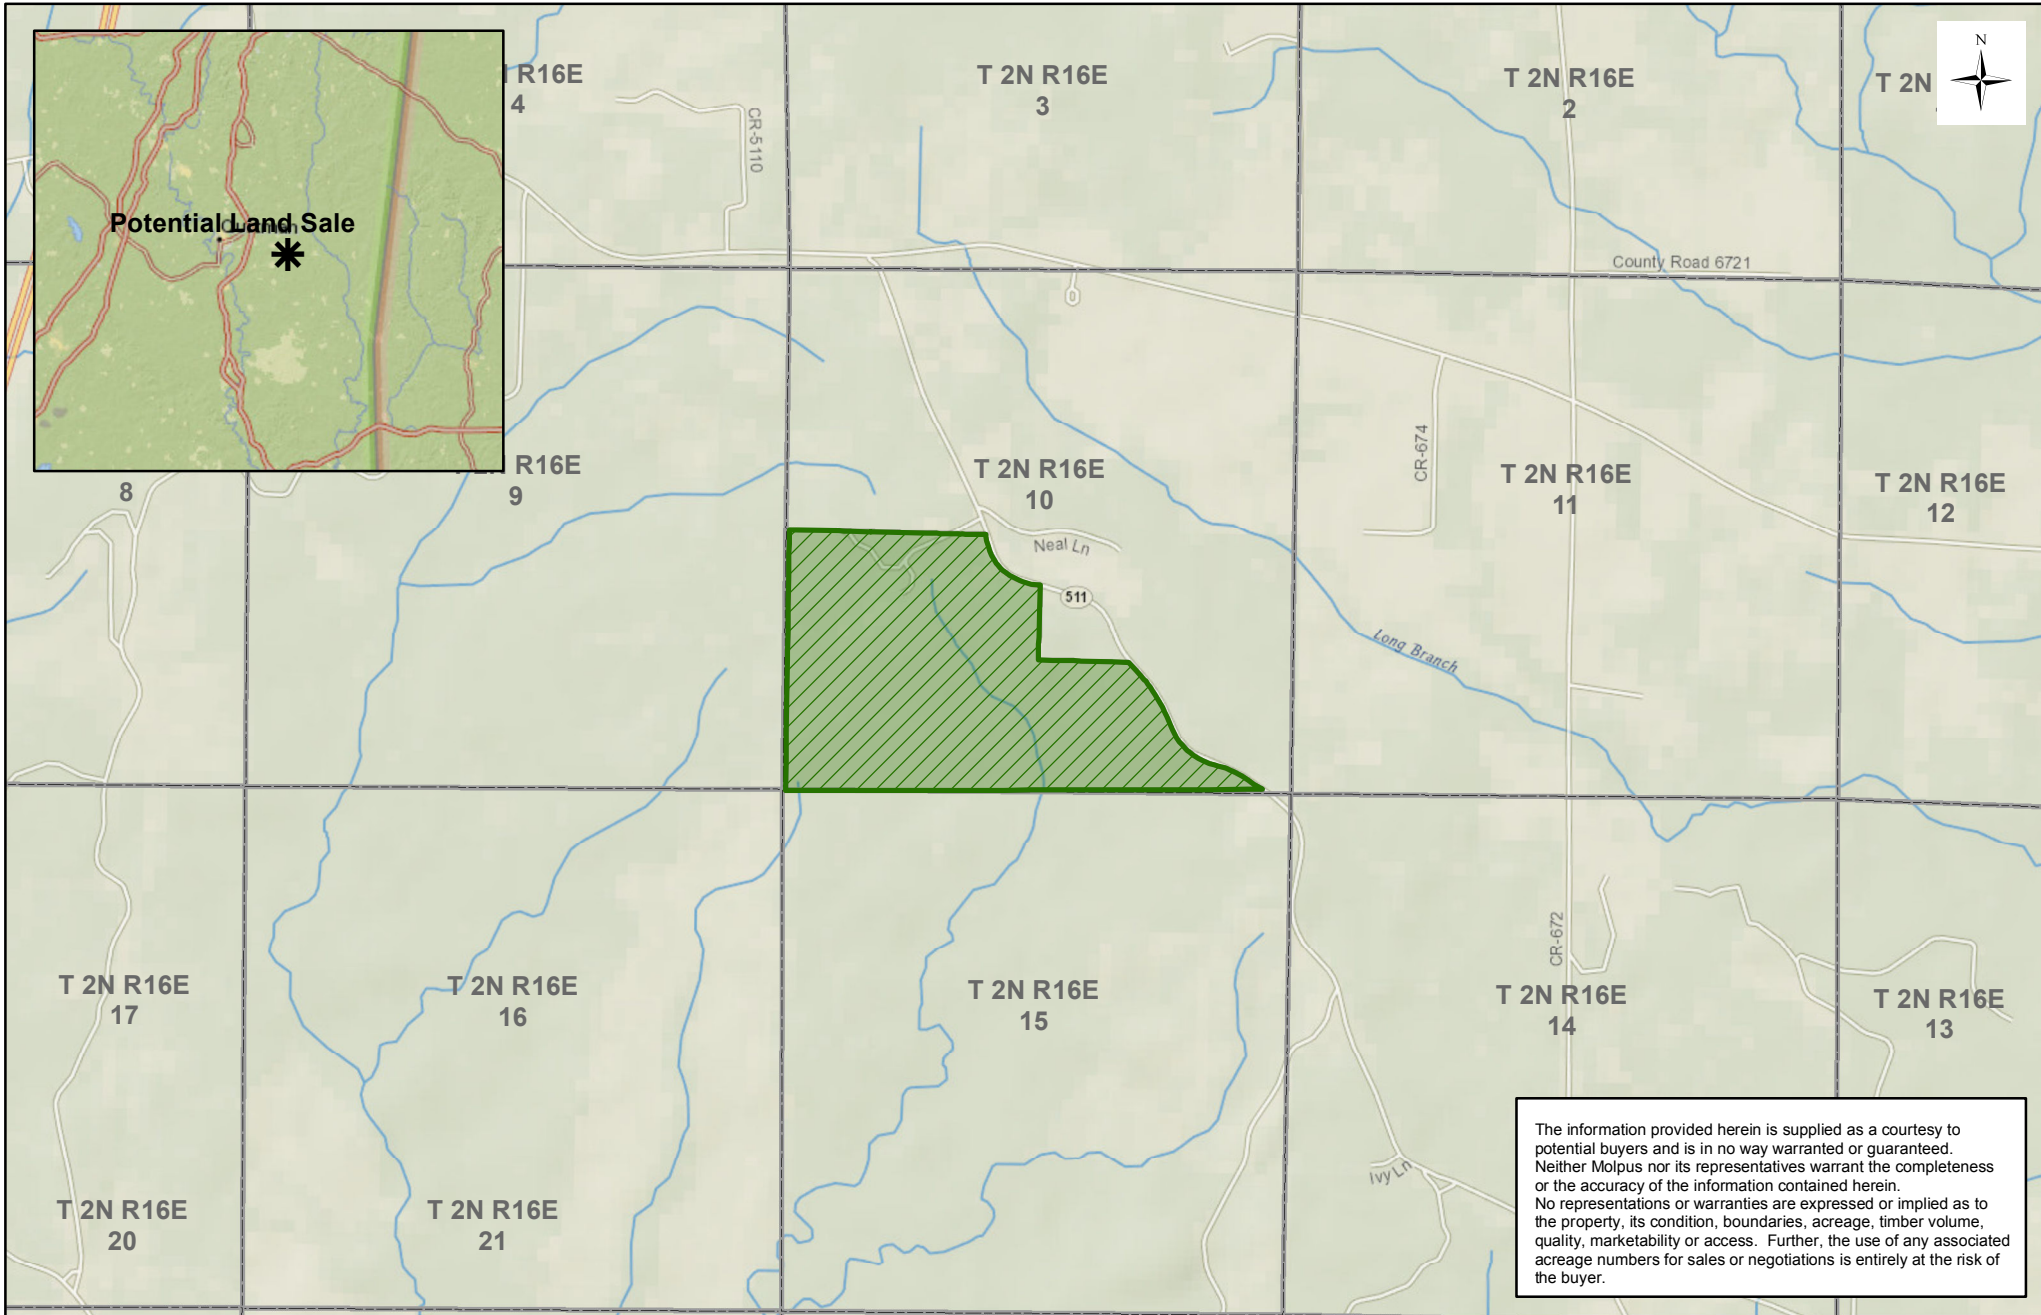 N
R16E
4
T 2N R16E
3
T 2N R16E
2
T 2N
CR-5110
Potential Land Sale
County Road 6721
8
R16E
9
T 2N R16E
10
CR-674
T 2N R16E
11
T 2N R16E
12
Neal Ln
511
Long Branch
T 2N R16E
17
T 2N R16E
16
T 2N R16E
15
CR-672
T 2N R16E
14
T 2N R16E
13
Ivy Ln
T 2N R16E
20
T 2N R16E
21
The information provided herein is supplied as a courtesy to
potential buyers and is in no way warranted or guaranteed.
Neither Molpus nor its representatives warrant the completeness
or the accuracy of the information contained herein.
No representations or warranties are expressed or implied as to
the property, its condition, boundaries, acreage, timber volume,
quality, marketability or access.  Further, the use of any associated
acreage numbers for sales or negotiations is entirely at the risk of
the buyer.